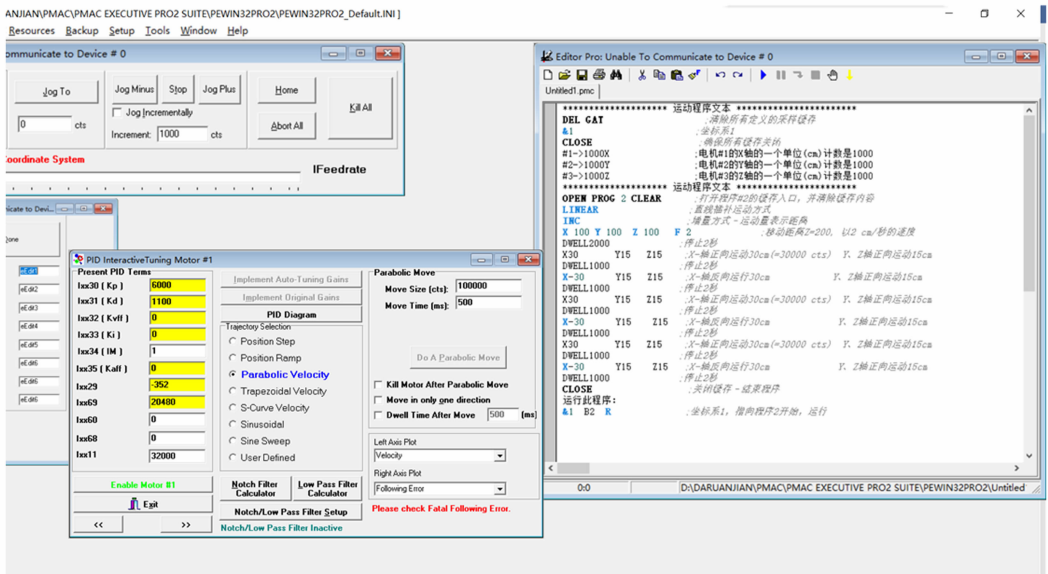 ANJIAN\PMAC\PMAC EXECUTIVE PRO2 SUITE\PEWIN32PRO2\PEWIN32PRO2_Default.INI ]
Resources Backup Setup Tools Window Help
ommunicate to Device # 0
Jog To
Jog Minus Stop Jog Plus
Home
Kill All
Jog Incrementally
0 cts
Increment: 1000 cts
Abort All
Coordinate System
IFeedrate
nicate to Devi...
Done
eEdit1
eEdit2
eEdit3
eEdit4
eEdit5
eEdit6
eEdit6
eEdit6
PID InteractiveTuning Motor #1
Present PID Terms
Ixx30 ( Kp ) 6000
Ixx31 ( Kd ) 1100
Ixx32 ( Kvff ) 0
Ixx33 ( Ki ) 0
Ixx34 ( IM ) 1
Ixx35 ( Kaff ) 0
Ixx29 -352
Ixx69 20480
Ixx60 0
Ixx68 0
Ixx11 32000
Enable Motor #1
Exit
<< >>
Implement Auto-Tuning Gains
Implement Original Gains
PID Diagram
Trajectory Selection
Position Step
Position Ramp
Parabolic Velocity
Trapezoidal Velocity
S-Curve Velocity
Sinusoidal
Sine Sweep
User Defined
Notch Filter Calculator
Low Pass Filter Calculator
Notch/Low Pass Filter Setup
Notch/Low Pass Filter Inactive
Parabolic Move
Move Size (cts): 100000
Move Time (ms): 500
Do A Parabolic Move
Kill Motor After Parabolic Move
Move in only one direction
Dwell Time After Move 500 (ms)
Left Axis Plot
Velocity
Right Axis Plot
Following Error
Please check Fatal Following Error.
Editor Pro: Unable To Communicate to Device # 0
Untitled1.pmc
******************** 运动程序文本 ***********************
DEL GAT ;清除所有定义的采样缓存
&1 ;坐标系1
CLOSE ;确保所有缓存关闭
#1->1000X ;电机#1的X轴的一个单位(cm)计数是1000
#2->1000Y ;电机#2的Y轴的一个单位(cm)计数是1000
#3->1000Z ;电机#3的Z轴的一个单位(cm)计数是1000
******************** 运动程序文本 ***********************
OPEN PROG 2 CLEAR ;打开程序#2的缓存入口，并清除缓存内容
LINEAR ;直线插补运动方式
INC ;增量方式-运动量表示距离
X 100 Y 100 Z 100 F 2 ;移动距离Z=200, 以2 cm/秒的速度
DWELL2000 ;停止2秒
X30 Y15 Z15 ;X-轴正向运动30cm(=30000 cts) Y、Z轴正向运动15cm
DWELL1000 ;停止2秒
X-30 Y15 Z15 ;X-轴反向运行30cm Y、Z轴正向运动15cm
DWELL1000 ;停止2秒
X30 Y15 Z15 ;X-轴正向运动30cm(=30000 cts) Y、Z轴正向运动15cm
DWELL1000 ;停止2秒
X-30 Y15 Z15 ;X-轴反向运行30cm Y、Z轴正向运动15cm
DWELL1000 ;停止2秒
X30 Y15 Z15 ;X-轴正向运动30cm(=30000 cts) Y、Z轴正向运动15cm
DWELL1000 ;停止2秒
X-30 Y15 Z15 ;X-轴反向运行30cm Y、Z轴正向运动15cm
DWELL1000 ;停止2秒
CLOSE ;关闭缓存-结束程序
运行此程序:
&1 B2 R ;坐标系1, 指向程序2开始, 运行
0:0 D:\DARUANJIAN\PMAC\PMAC EXECUTIVE PRO2 SUITE\PEWIN32PRO2\Untitled